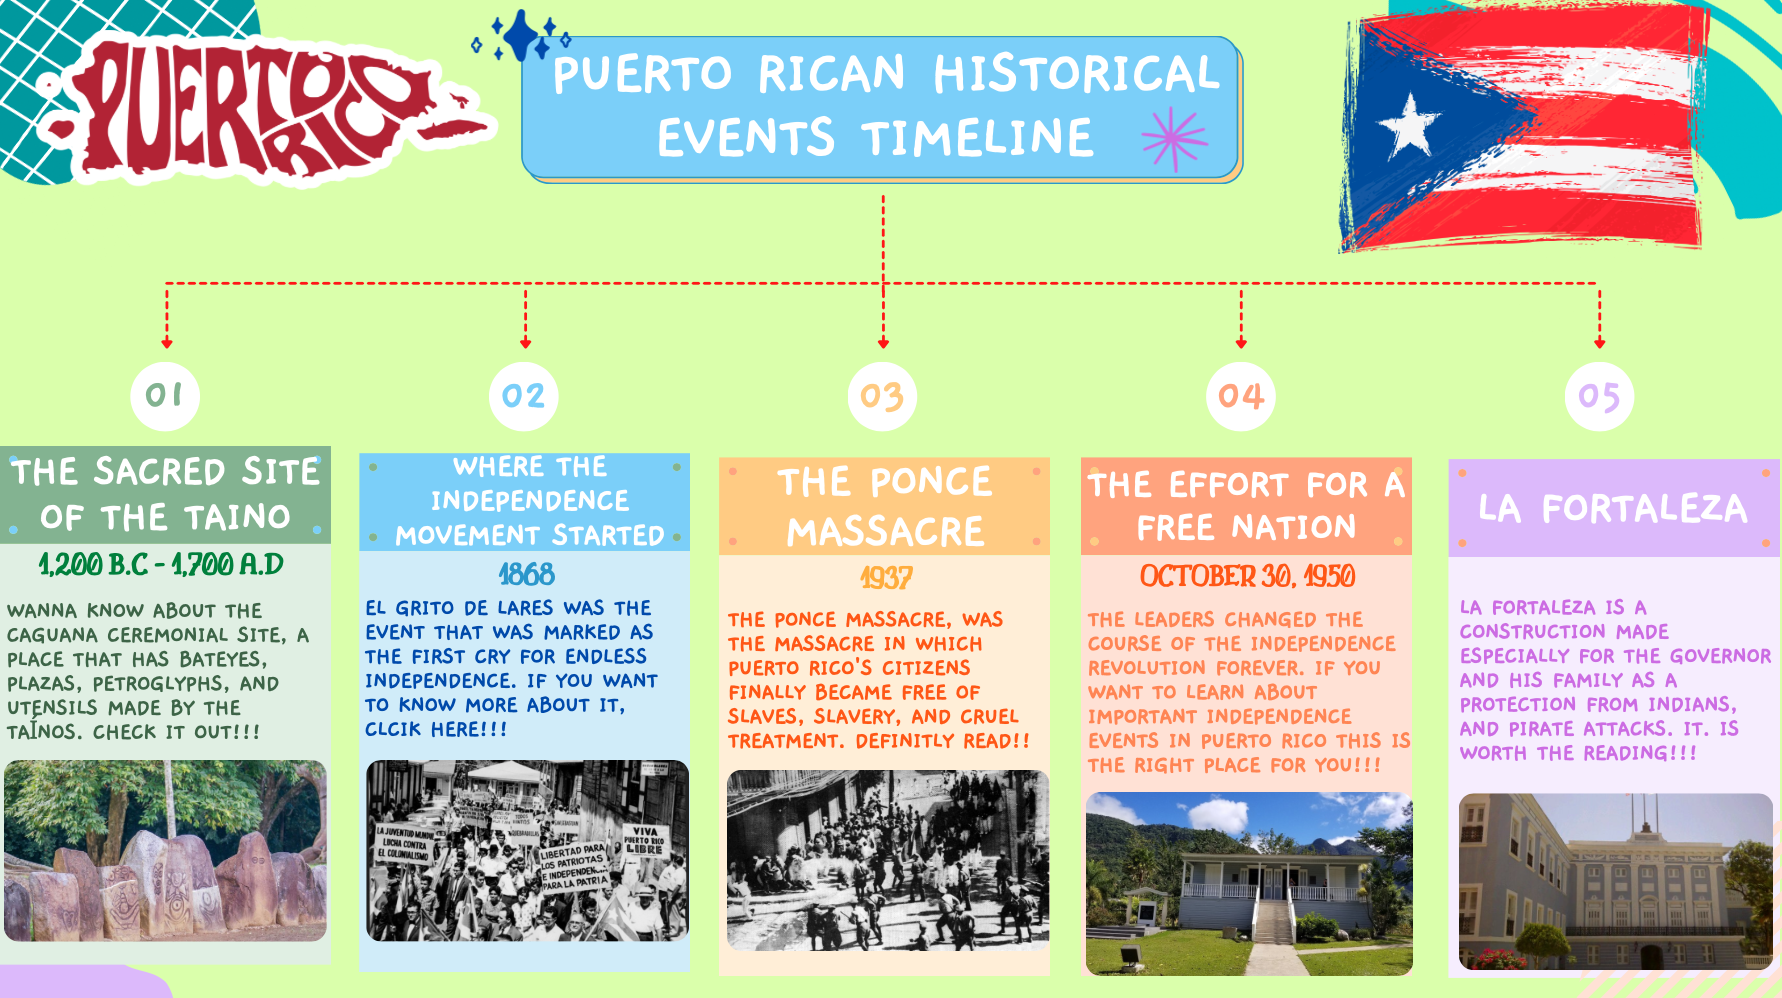 PUERTO
RICO
PUERTO RICAN HISTORICAL
EVENTS TIMELINE
01
02
03
04
05
THE SACRED SITE
OF THE TAINO
1,200 B.C - 1,700 A.D
WANNA KNOW ABOUT THE
CAGUANA CEREMONIAL SITE, A
PLACE THAT HAS BATEYES,
PLAZAS, PETROGLYPHS, AND
UTENSILS MADE BY THE
TAÍNOS. CHECK IT OUT!!!
WHERE THE
INDEPENDENCE
MOVEMENT STARTED
1868
EL GRITO DE LARES WAS THE
EVENT THAT WAS MARKED AS
THE FIRST CRY FOR ENDLESS
INDEPENDENCE. IF YOU WANT
TO KNOW MORE ABOUT IT,
CLCIK HERE!!!
LA JUVENTUD MUNDIAL
LUCHA CONTRA
EL COLONIALISMO
LIBERTAD PARA
LOS PATRIOTAS
E INDEPENDENCIA
PARA LA PATRIA
VIVA
PUERTO RICO
LIBRE
THE PONCE
MASSACRE
1937
THE PONCE MASSACRE, WAS
THE MASSACRE IN WHICH
PUERTO RICO'S CITIZENS
FINALLY BECAME FREE OF
SLAVES, SLAVERY, AND CRUEL
TREATMENT. DEFINITLY READ!!
THE EFFORT FOR A
FREE NATION
OCTOBER 30, 1950
THE LEADERS CHANGED THE
COURSE OF THE INDEPENDENCE
REVOLUTION FOREVER. IF YOU
WANT TO LEARN ABOUT
IMPORTANT INDEPENDENCE
EVENTS IN PUERTO RICO THIS IS
THE RIGHT PLACE FOR YOU!!!
LA FORTALEZA
LA FORTALEZA IS A
CONSTRUCTION MADE
ESPECIALLY FOR THE GOVERNOR
AND HIS FAMILY AS A
PROTECTION FROM INDIANS,
AND PIRATE ATTACKS. IT. IS
WORTH THE READING!!!